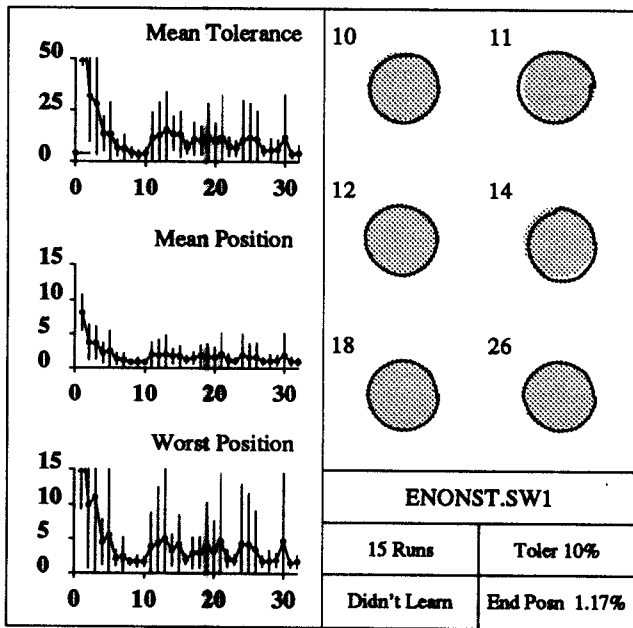 Mean Tolerance
50
25
0
0 10 20 30
Mean Position
15
10
5
0
0 10 20 30
Worst Position
15
10
5
0
0 10 20 30
10 11
12 14
18 26
ENONST.SW1
15 Runs Toler 10%
Didn't Learn End Posn 1.17%